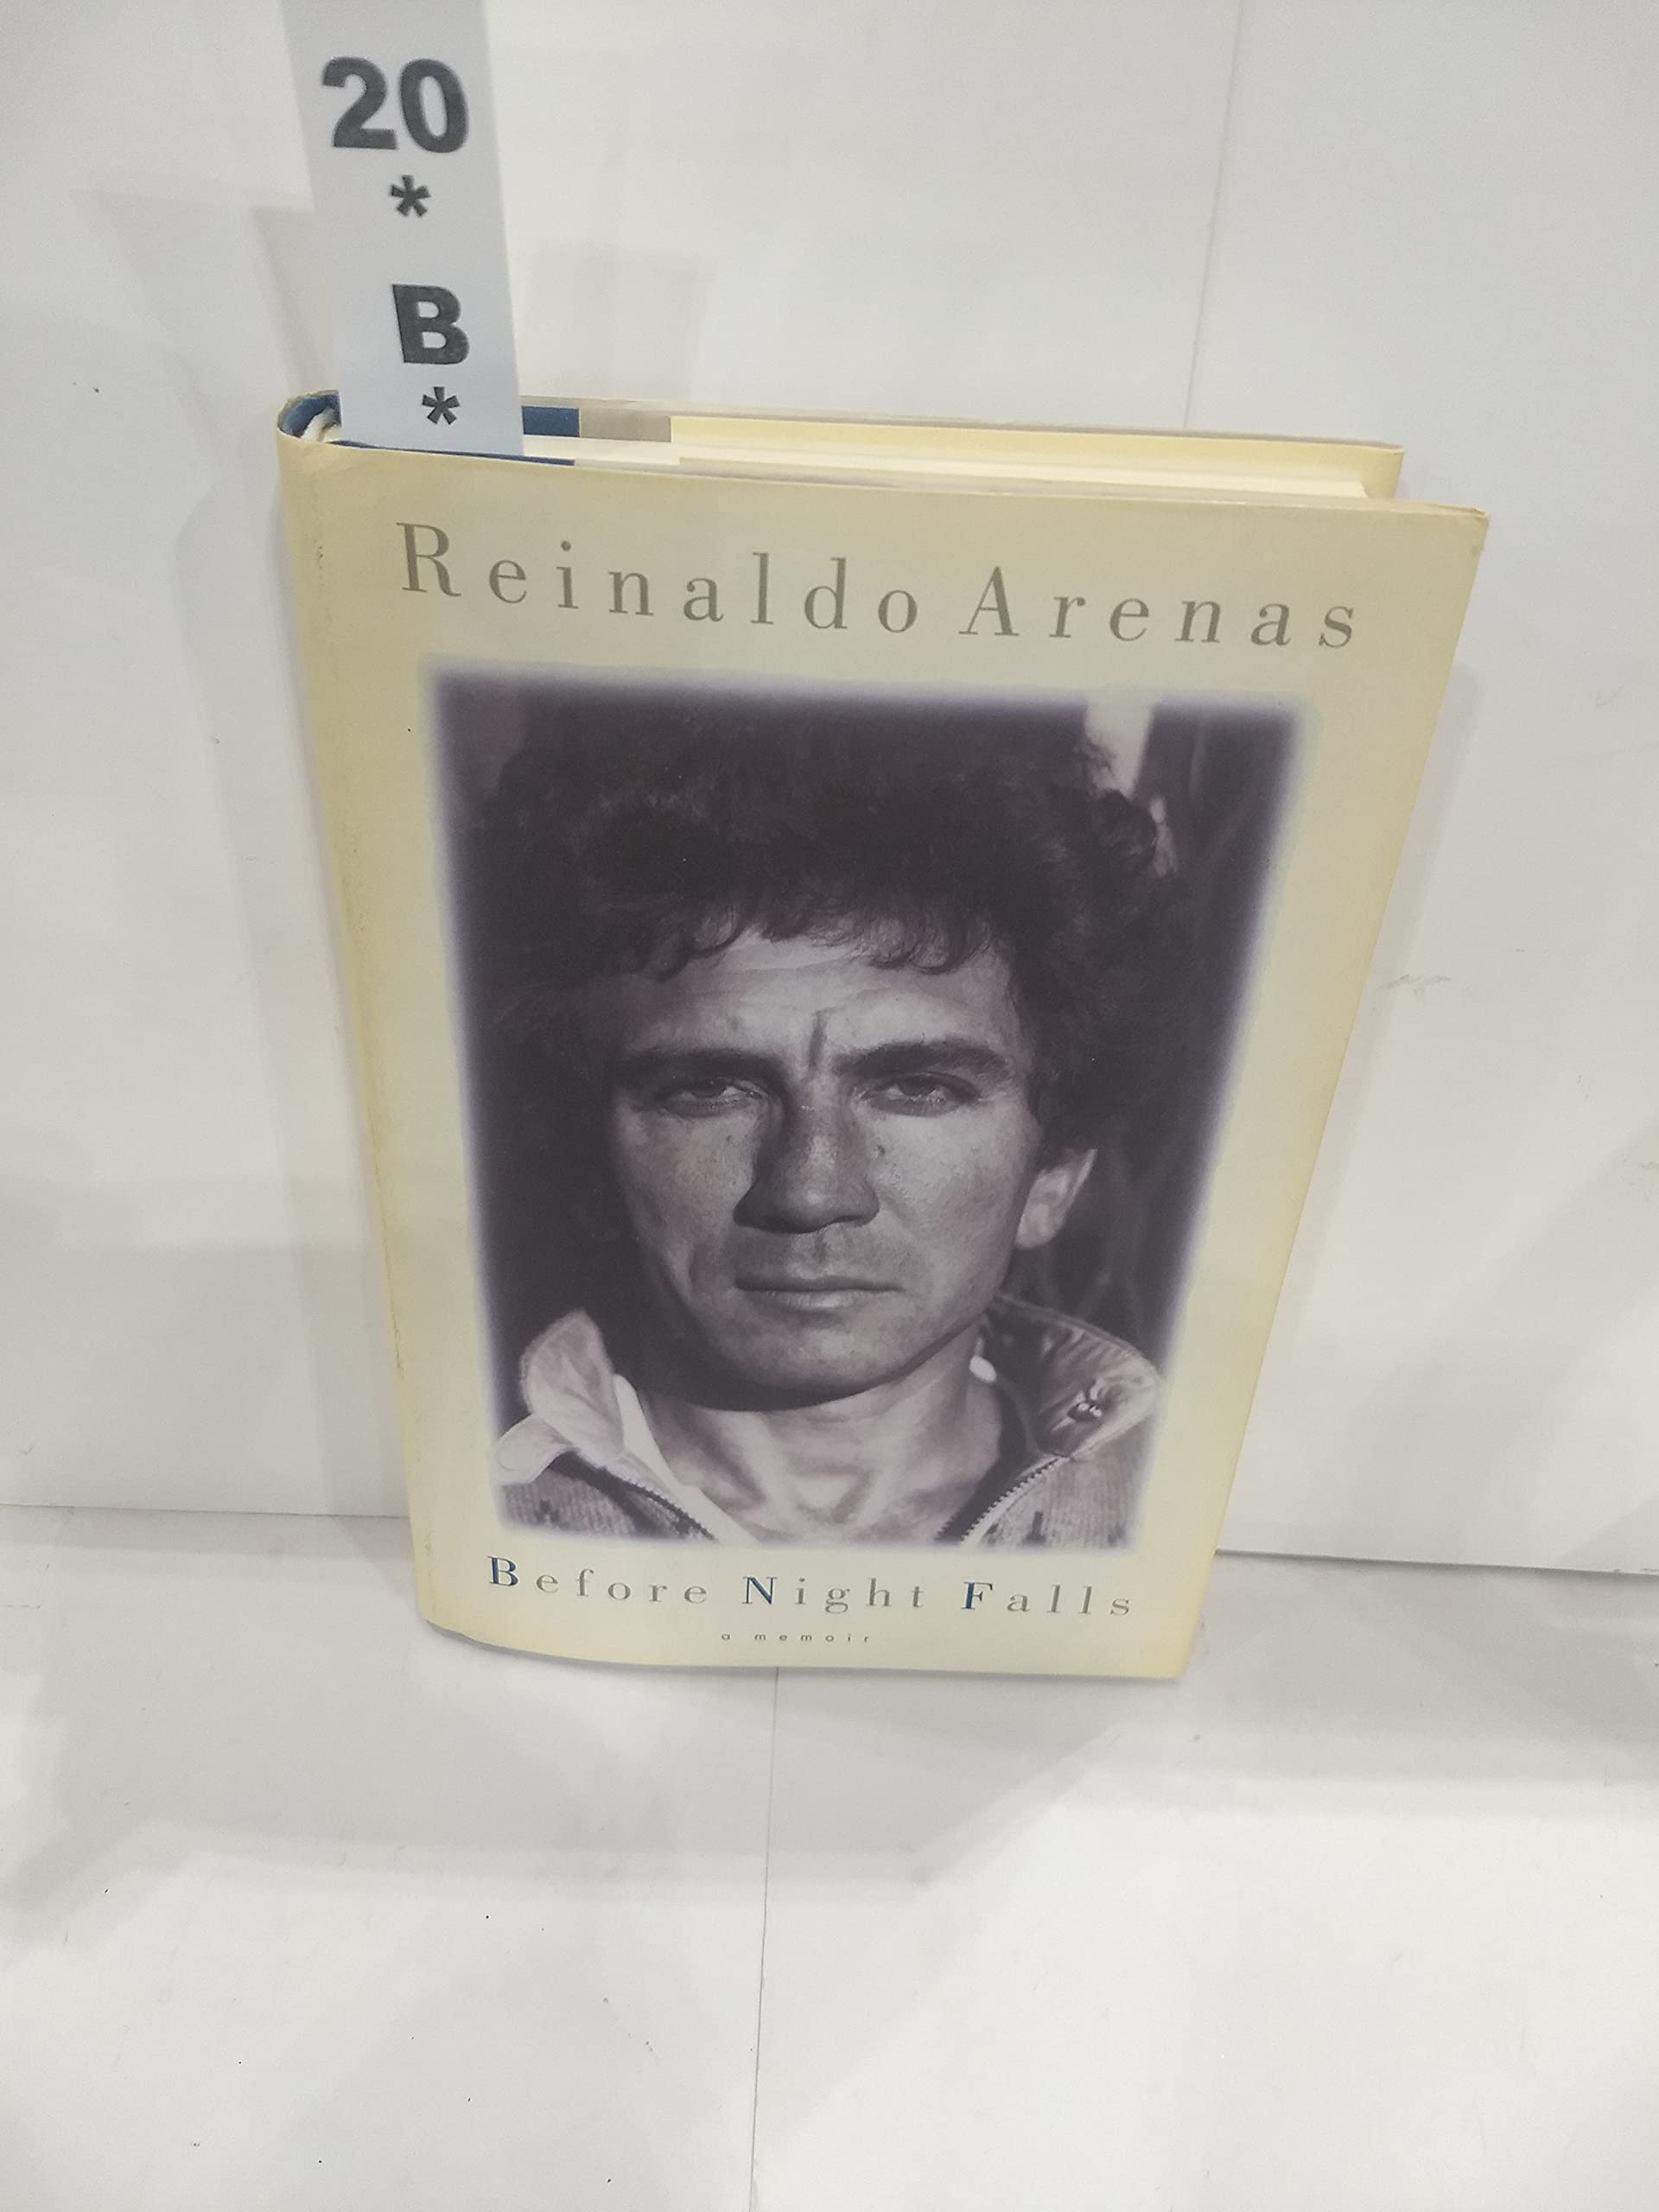 20
*
B
*
Reinaldo Arenas
Before Night Falls
a memoir